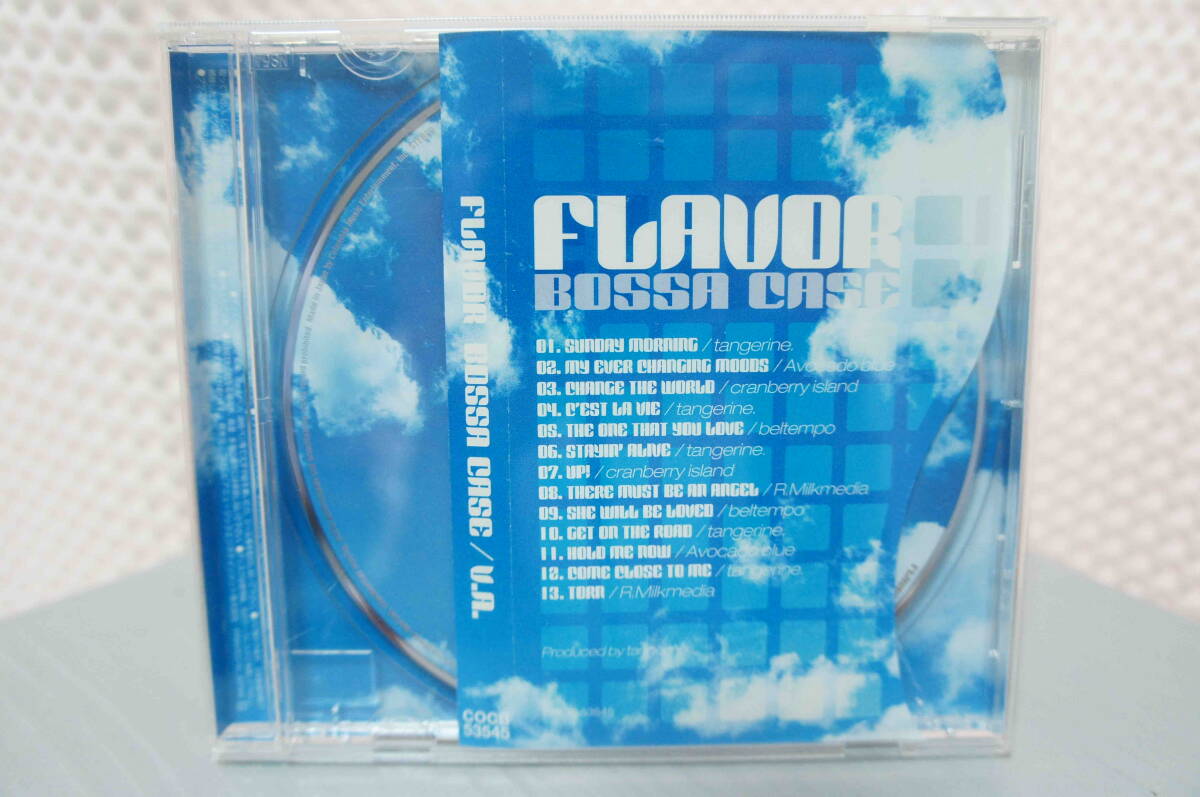 FLAVOR
BOSSA CASE
01. SUNDAY MORNING / tangerine.
02. MY EVER CHANGING MOODS / Avocado blue
03. CHANGE THE WORLD / cranberry island
04. C'EST LA VIE / tangerine.
05. THE ONE THAT YOU LOVE / beltempo
06. STAYIN' ALIVE / tangerine.
07. UP! / cranberry island
08. THERE MUST BE AN ANGEL / R.Milkmedia
09. SHE WILL BE LOVED / beltempo
10. GET ON THE ROAD / tangerine.
11. HOLD ME NOW / Avocado blue
12. COME CLOSE TO ME / tangerine.
13. TORN / R.Milkmedia
Produced by
FLAVOR BOSSA CASE / V.A.
COCB
53545